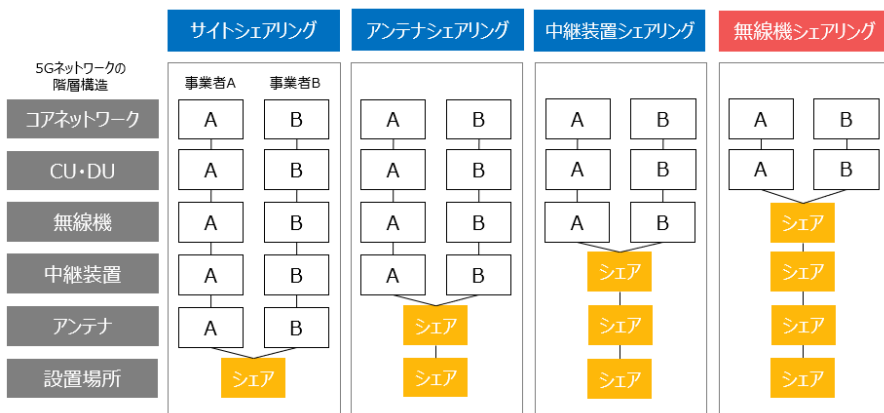 サイトシェアリング アンテナシェアリング 中継装置シェアリング 無線機シェアリング
5Gネットワークの
階層構造
事業者A 事業者B
コアネットワーク A B A B A B A B
CU・DU A B A B A B A B
無線機 A B A B A B シェア
中継装置 A B A B シェア シェア
アンテナ A B シェア シェア シェア
設置場所 シェア シェア シェア シェア